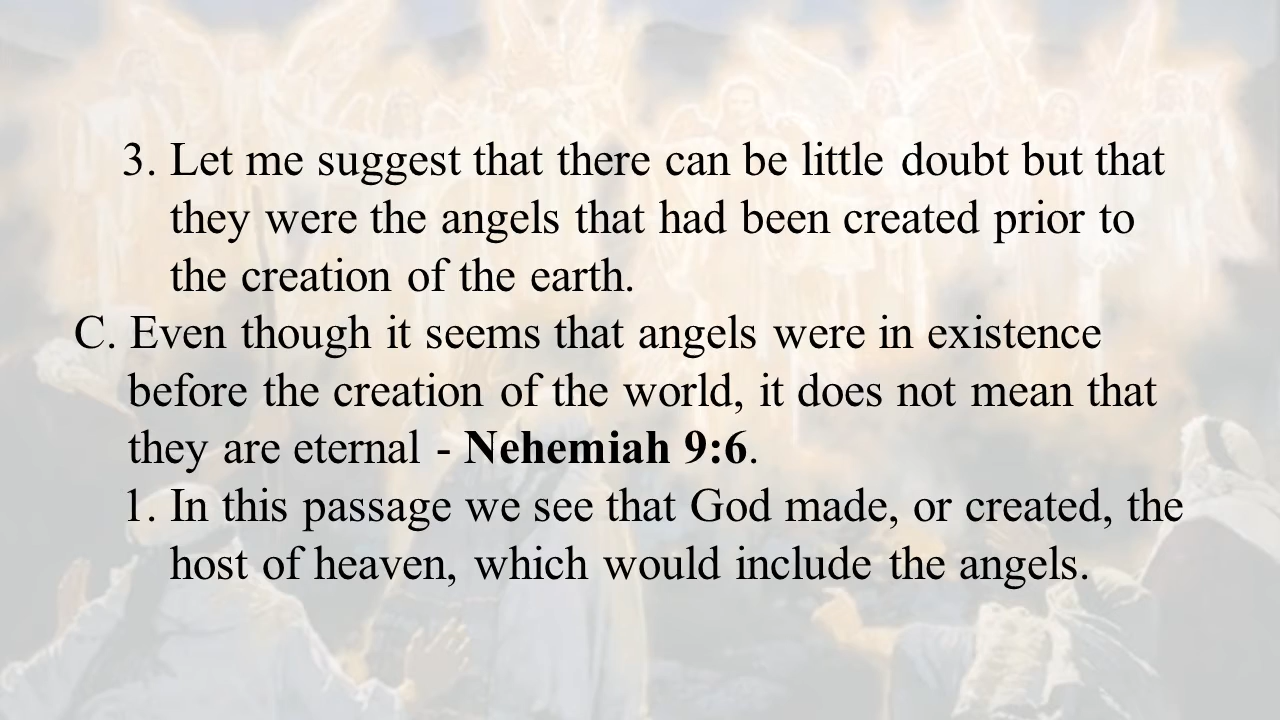 3. Let me suggest that there can be little doubt but that
they were the angels that had been created prior to
the creation of the earth.
C. Even though it seems that angels were in existence
before the creation of the world, it does not mean that
they are eternal - Nehemiah 9:6.
1. In this passage we see that God made, or created, the
host of heaven, which would include the angels.